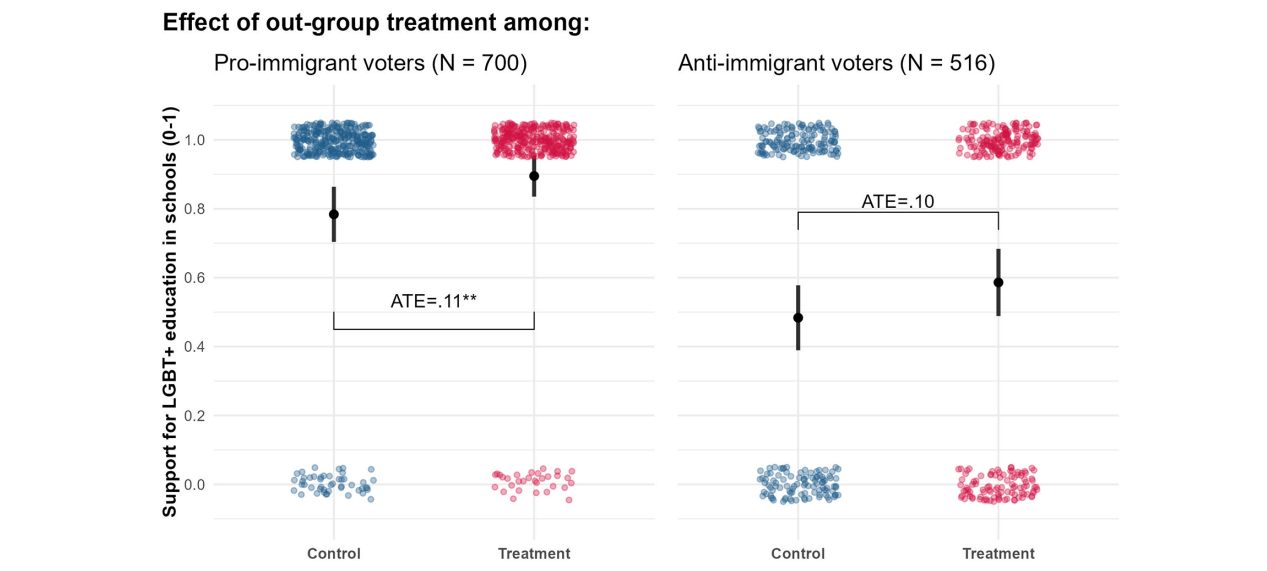 Effect of out-group treatment among:
Pro-immigrant voters (N = 700)
Anti-immigrant voters (N = 516)
Support for LGBT+ education in schools (0-1)
1.0
0.8
0.6
0.4
0.2
0.0
ATE=.11**
ATE=.10
Control
Treatment
Control
Treatment